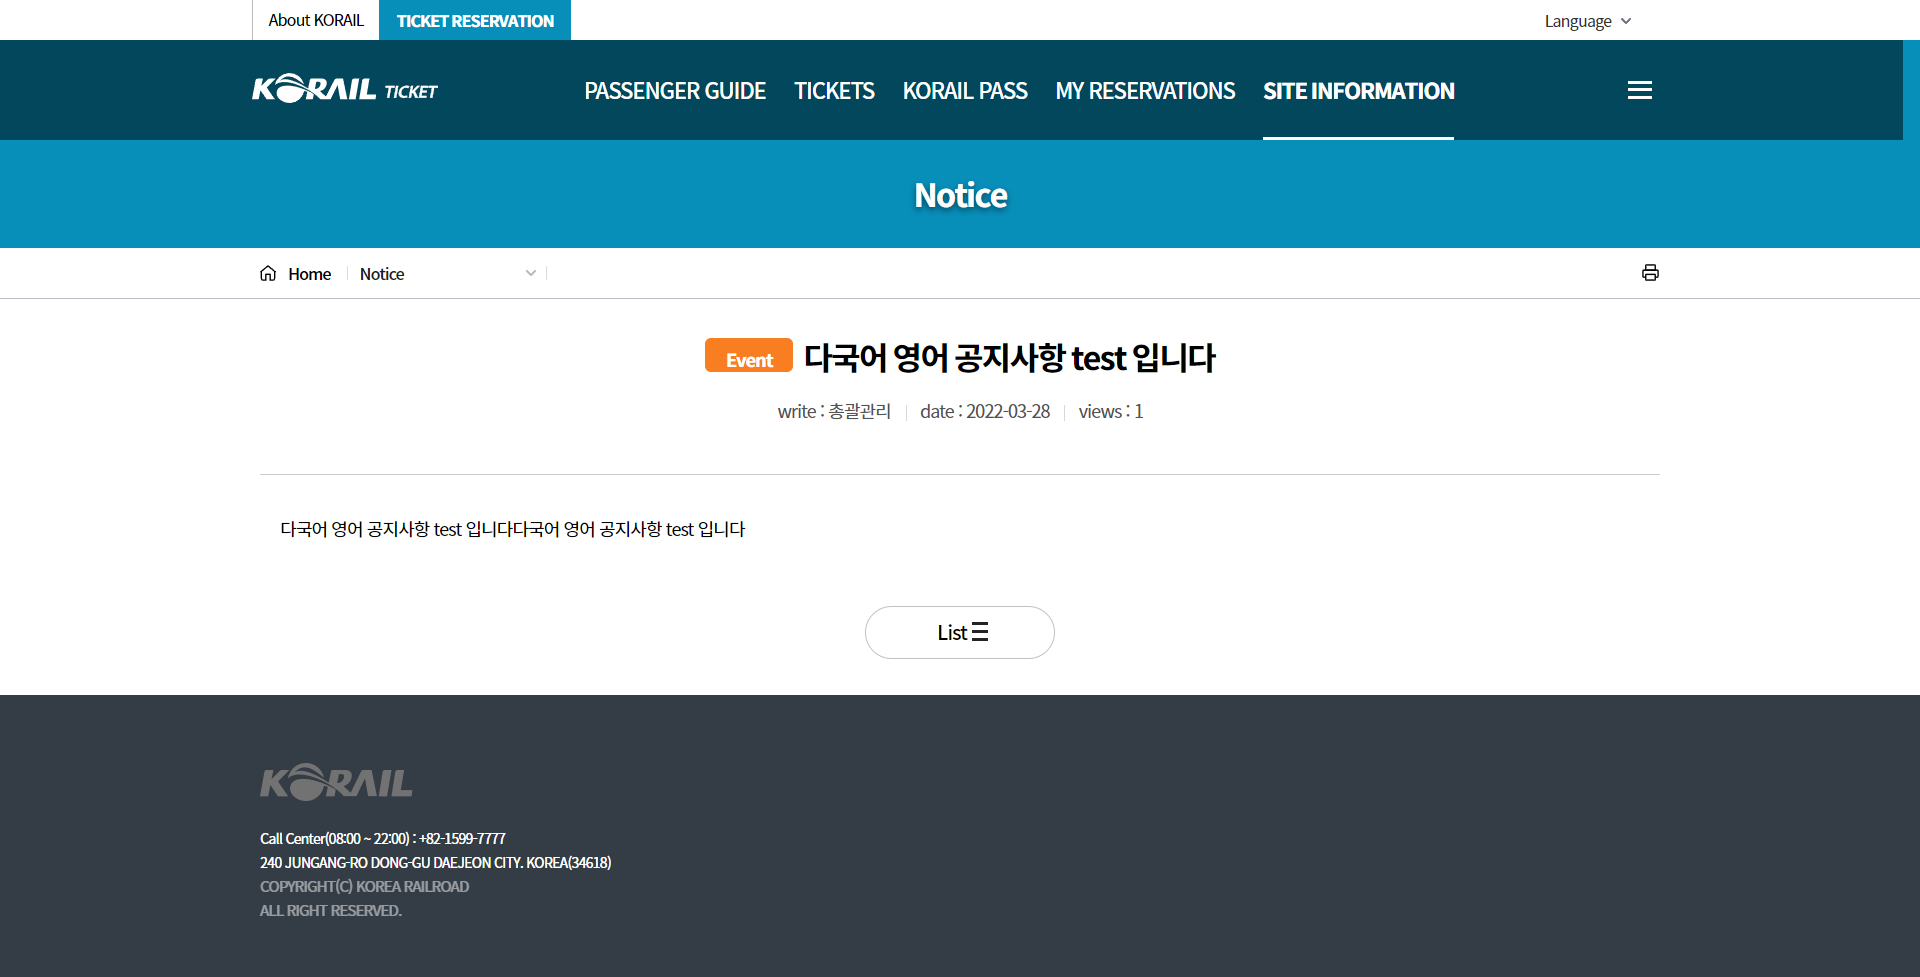 About KORAIL TICKET RESERVATION Language
KORAIL TICKET PASSENGER GUIDE TICKETS KORAIL PASS MY RESERVATIONS SITE INFORMATION
Notice
Home Notice
Event 다국어 영어 공지사항 test 입니다
write : 총괄관리 date : 2022-03-28 views : 1
다국어 영어 공지사항 test 입니다다국어 영어 공지사항 test 입니다
List
KORAIL
Call Center(08:00 ~ 22:00) : +82-1599-7777
240 JUNGANG-RO DONG-GU DAEJEON CITY. KOREA(34618)
COPYRIGHT(C) KOREA RAILROAD
ALL RIGHT RESERVED.